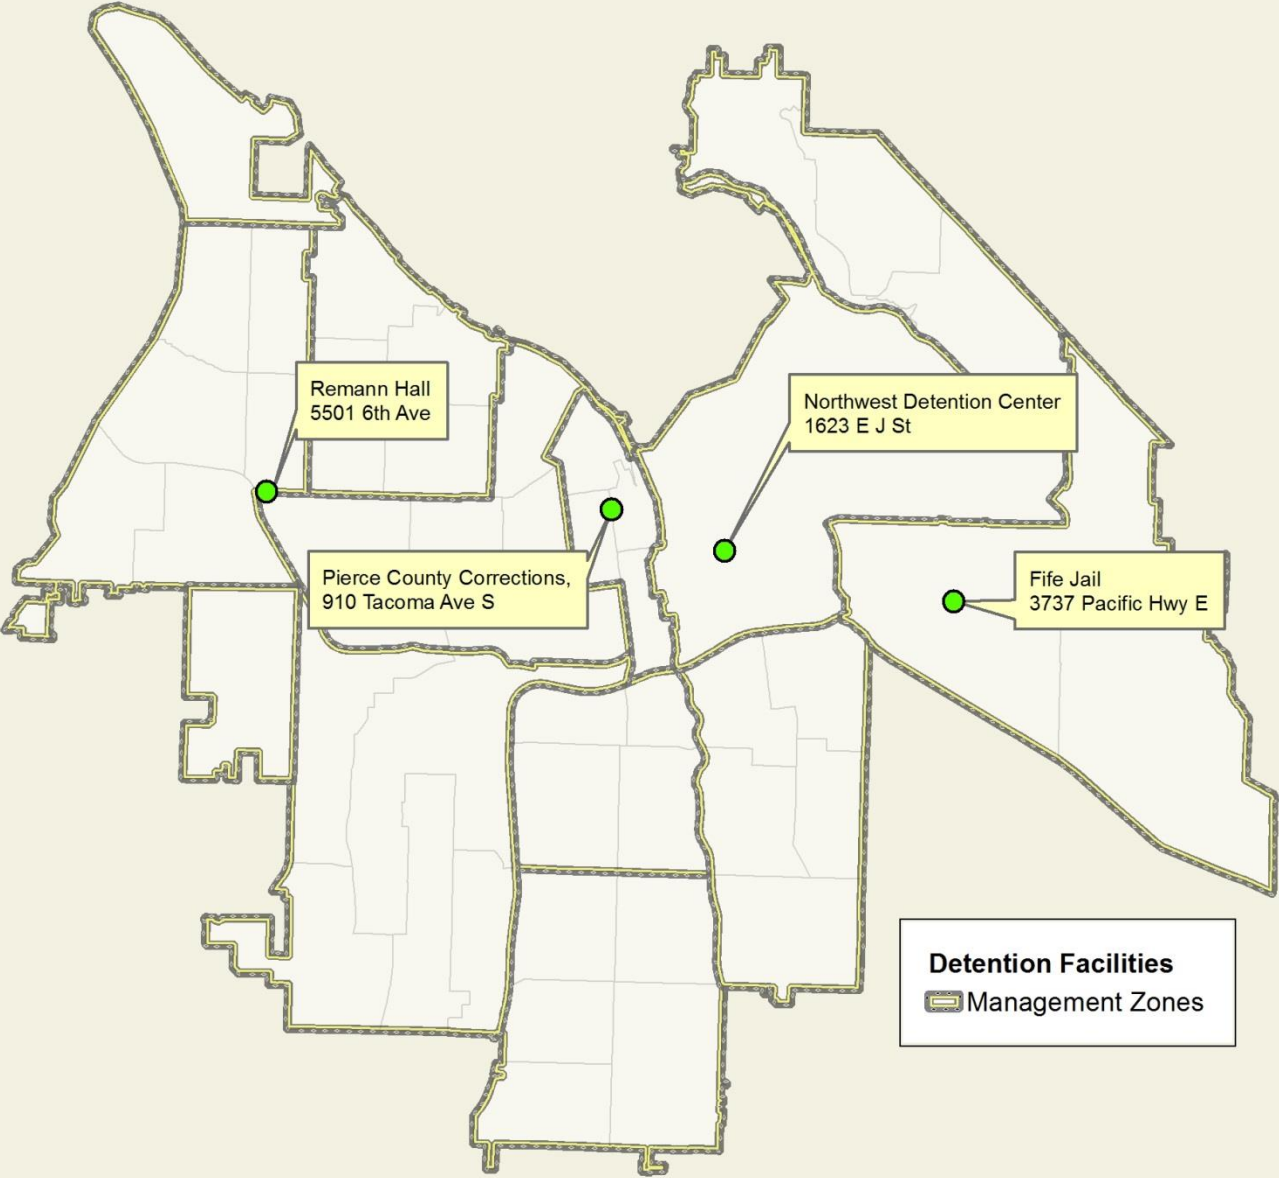 Remann Hall
5501 6th Ave
Northwest Detention Center
1623 E J St
Pierce County Corrections,
910 Tacoma Ave S
Fife Jail
3737 Pacific Hwy E
Detention Facilities
Management Zones